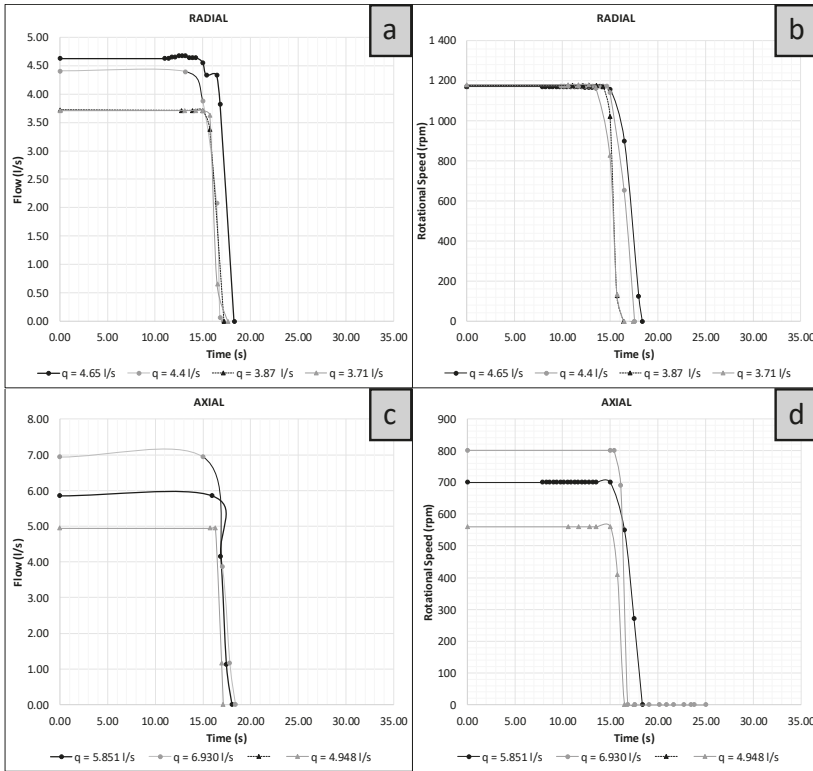 RADIAL
a
5.00
4.50
4.00
3.50
3.00
2.50
2.00
1.50
1.00
0.50
0.00
Flow (l/s)
0.00 5.00 10.00 15.00 20.00 25.00 30.00 35.00
Time (s)
q = 4.65 l/s q = 4.4 l/s q = 3.87 l/s q = 3.71 l/s
RADIAL
b
1 400
1 200
1 000
800
600
400
200
0
Rotational Speed (rpm)
0.00 5.00 10.00 15.00 20.00 25.00 30.00 35.00
Time (s)
q = 4.65 l/s q = 4.4 l/s q = 3.87 l/s q = 3.71 l/s
AXIAL
c
8.00
7.00
6.00
5.00
4.00
3.00
2.00
1.00
0.00
Flow (l/s)
0.00 5.00 10.00 15.00 20.00 25.00 30.00 35.00
Time (s)
q = 5.851 l/s q = 6.930 l/s q = 4.948 l/s
AXIAL
d
900
800
700
600
500
400
300
200
100
0
Rotational Speed (rpm)
0.00 5.00 10.00 15.00 20.00 25.00 30.00 35.00
Time (s)
q = 5.851 l/s q = 6.930 l/s q = 4.948 l/s